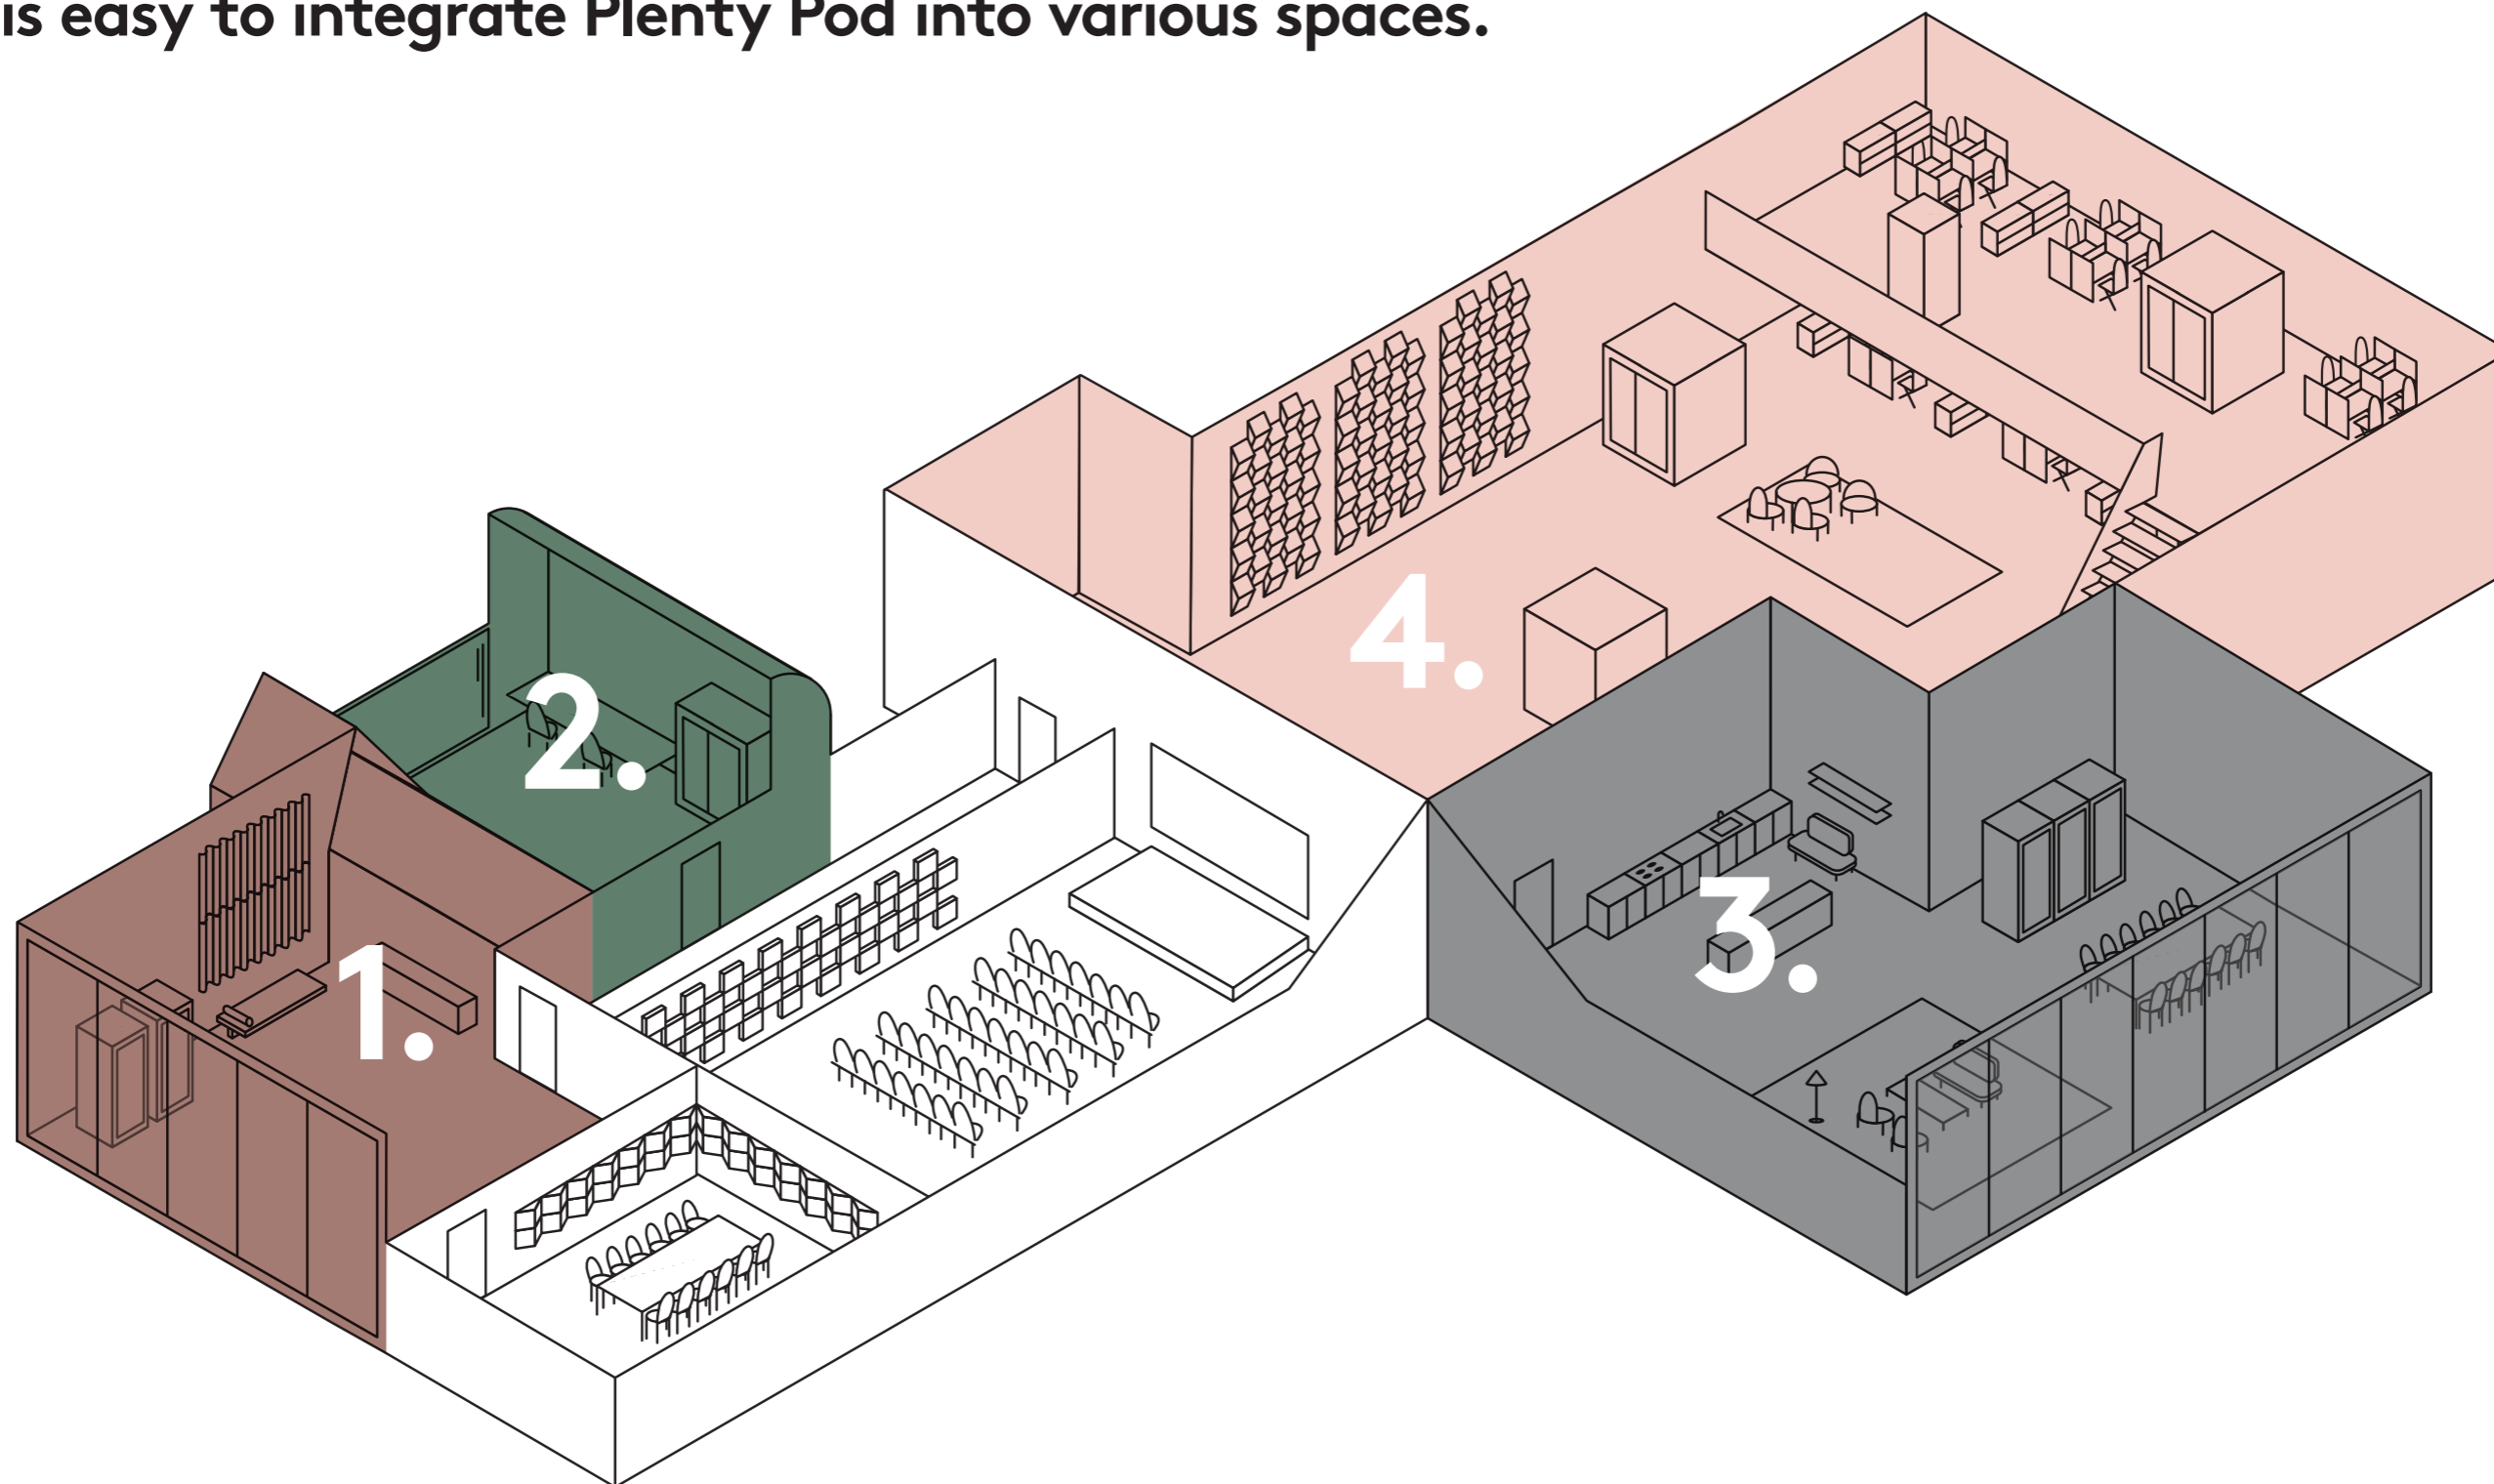 is easy to integrate Plenty Pod into various spaces.
4.
2.
3.
1.